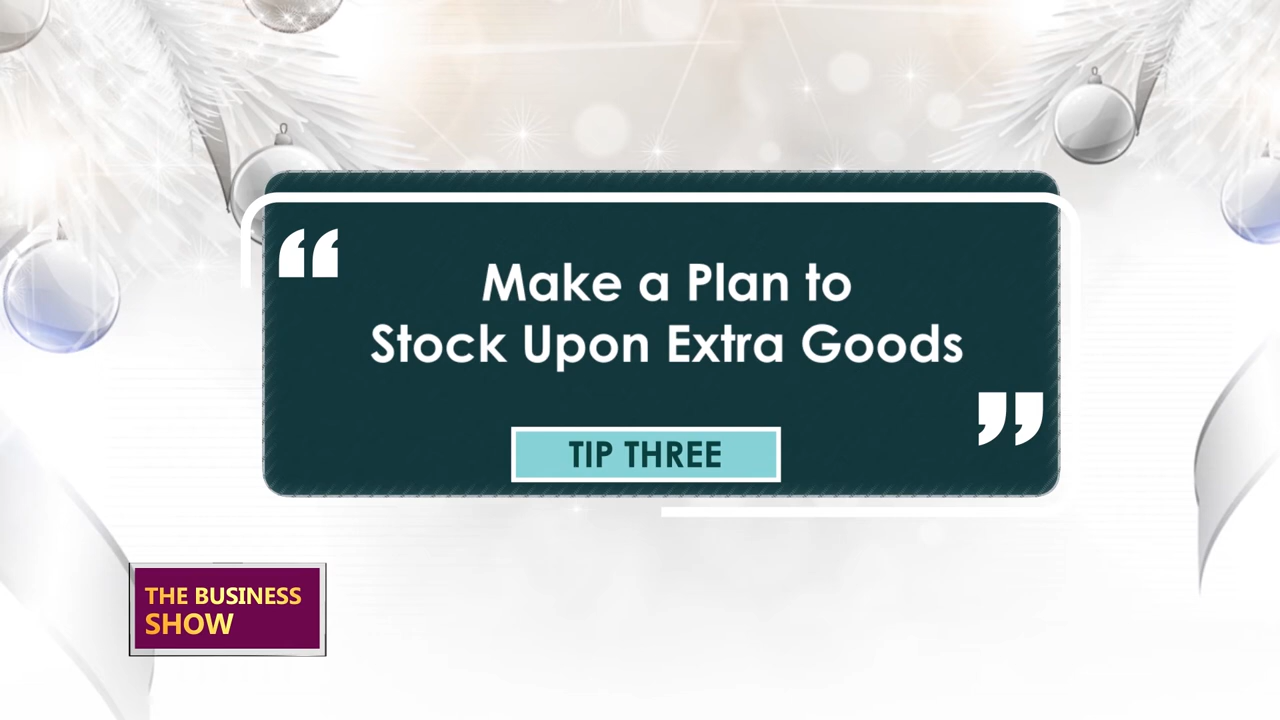 “
Make a Plan to
Stock Upon Extra Goods
”
TIP THREE
THE BUSINESS
SHOW